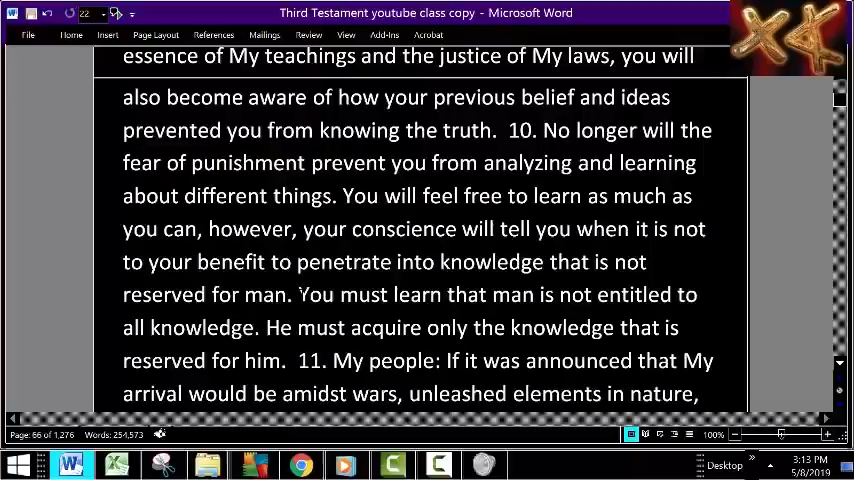 22
Third Testament youtube class copy - Microsoft Word
File Home Insert Page Layout References Mailings Review View Add-Ins Acrobat
essence of My teachings and the justice of My laws, you will
also become aware of how your previous belief and ideas
prevented you from knowing the truth.  10. No longer will the
fear of punishment prevent you from analyzing and learning
about different things. You will feel free to learn as much as
you can, however, your conscience will tell you when it is not
to your benefit to penetrate into knowledge that is not
reserved for man. You must learn that man is not entitled to
all knowledge. He must acquire only the knowledge that is
reserved for him.  11. My people: If it was announced that My
arrival would be amidst wars, unleashed elements in nature,
Page: 66 of 1,276 Words: 254,573 100%
Desktop
3:13 PM
5/8/2019